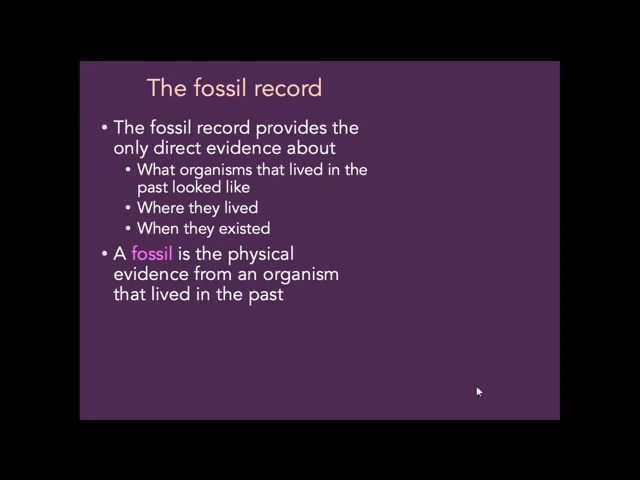 The fossil record
• The fossil record provides the
only direct evidence about
• What organisms that lived in the
past looked like
• Where they lived
• When they existed
• A fossil is the physical
evidence from an organism
that lived in the past